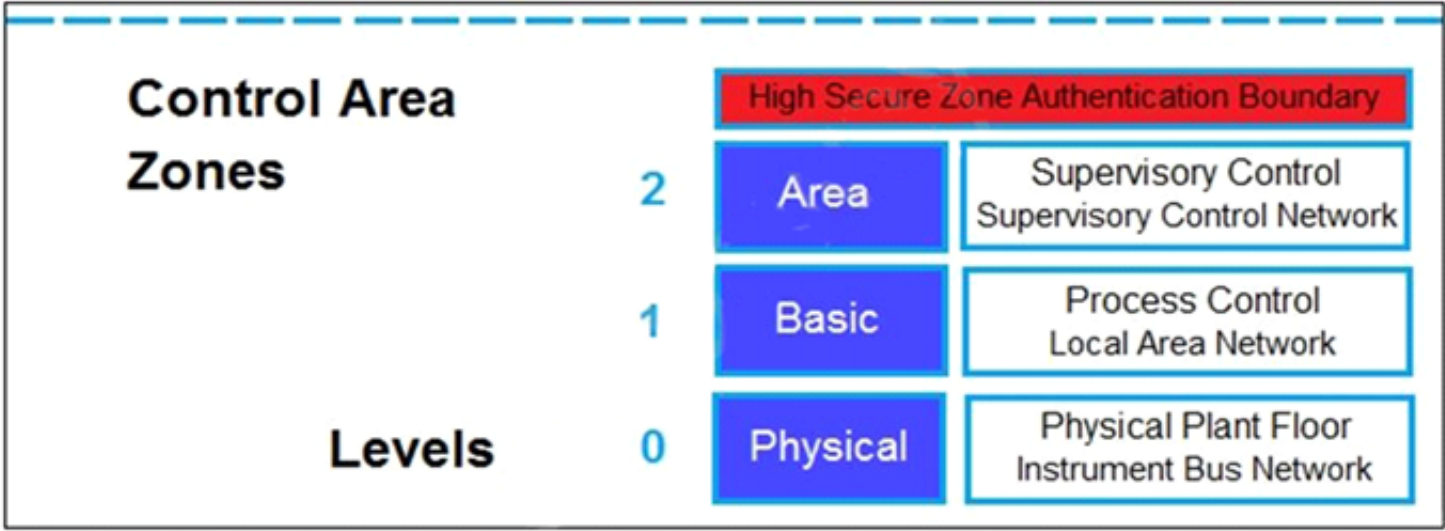 Control Area
Zones
High Secure Zone Authentication Boundary
2
Area
Supervisory Control
Supervisory Control Network
1
Basic
Process Control
Local Area Network
Levels
0
Physical
Physical Plant Floor
Instrument Bus Network